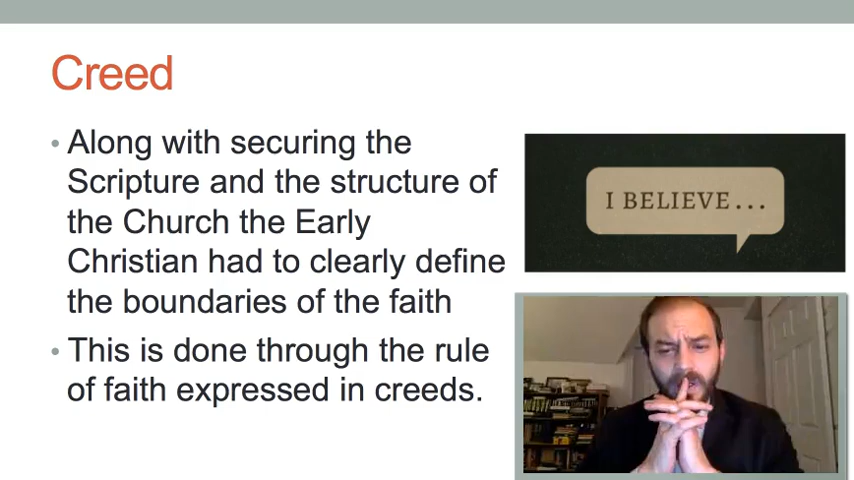 Creed
• Along with securing the
Scripture and the structure of
the Church the Early
Christian had to clearly define
the boundaries of the faith
• This is done through the rule
of faith expressed in creeds.
I BELIEVE...